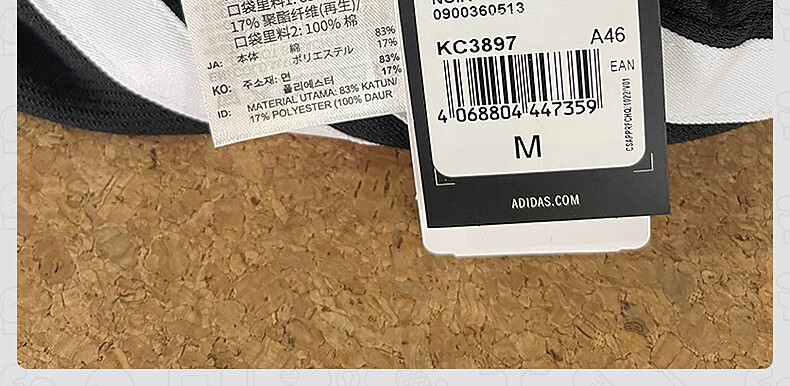 口袋里料1: 8
17% 聚酯纤维(再生)/
口袋里料2: 100% 棉
JA: 本体 綿 83%
ポリエステル 17%
KO: 주소재: 면 83%
폴리에스터 17%
ID: MATERIAL UTAMA: 83% KATUN/
17% POLYESTER (100% DAUR
0900360513
KC3897
A46
EAN
4 068804 447359
M
ADIDAS.COM